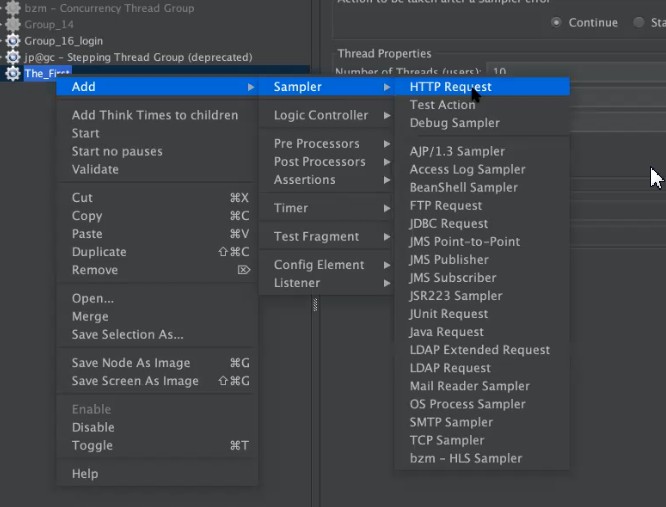 Action to be taken after a Sampler error
bzm - Concurrency Thread Group
Group_14
Continue
Group_16_login
jp@gc - Stepping Thread Group (deprecated)
Thread Properties
The_First
Number of Threads (users): 10
Add
Sampler
HTTP Request
Test Action
Add Think Times to children
Logic Controller
Debug Sampler
Start
Start no pauses
Pre Processors
AJP/1.3 Sampler
Validate
Post Processors
Access Log Sampler
Assertions
BeanShell Sampler
Cut ⌘X
FTP Request
Copy ⌘C
Timer
JDBC Request
Paste ⌘V
Test Fragment
JMS Point-to-Point
Duplicate ⇧⌘C
JMS Publisher
Remove ⌦
Config Element
JMS Subscriber
Listener
Open...
JSR223 Sampler
Merge
JUnit Request
Save Selection As...
Java Request
LDAP Extended Request
Save Node As Image ⌘G
LDAP Request
Save Screen As Image ⇧⌘G
Mail Reader Sampler
Enable
OS Process Sampler
Disable
SMTP Sampler
Toggle ⌘T
TCP Sampler
bzm - HLS Sampler
Help